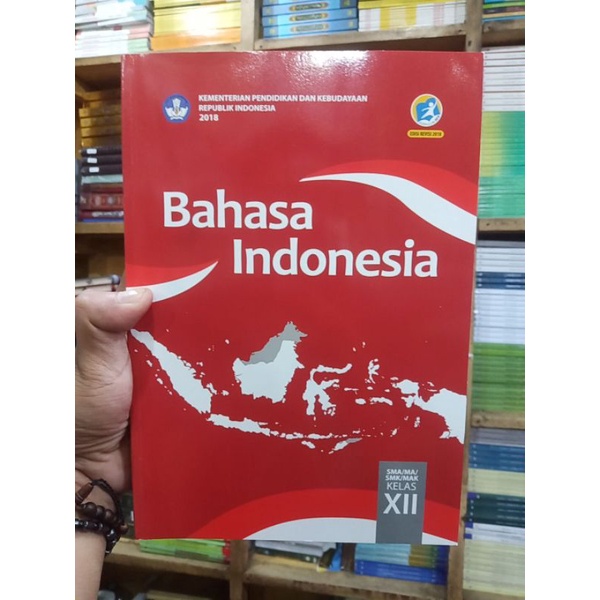 KEMENTERIAN PENDIDIKAN DAN KEBUDAYAAN
REPUBLIK INDONESIA
2018
EDISI REVISI 2018
Bahasa
Indonesia
SMA/MA/
SMK/MAK
KELAS
XII